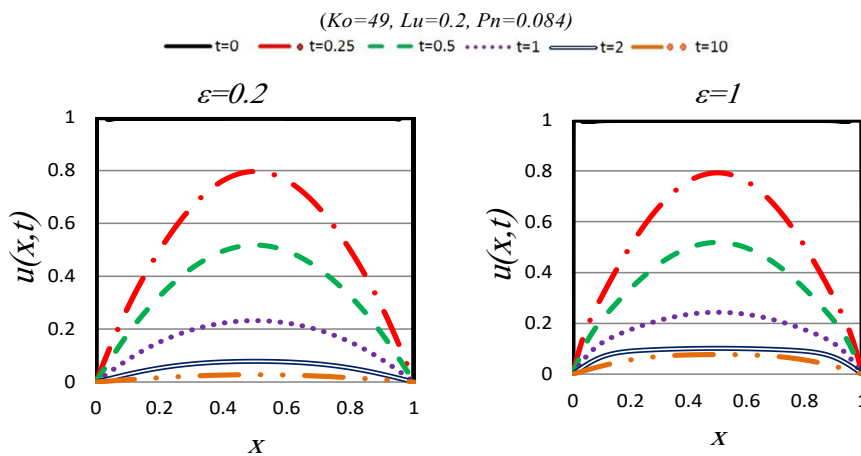 (Ko=49, Lu=0.2, Pn=0.084)
t=0 t=0.25 t=0.5 t=1 t=2 t=10
ε=0.2
1
0.8
0.6
0.4
0.2
0
u(x,t)
0 0.2 0.4 0.6 0.8 1
x
ε=1
1
0.8
0.6
0.4
0.2
0
u(x,t)
0 0.2 0.4 0.6 0.8 1
x